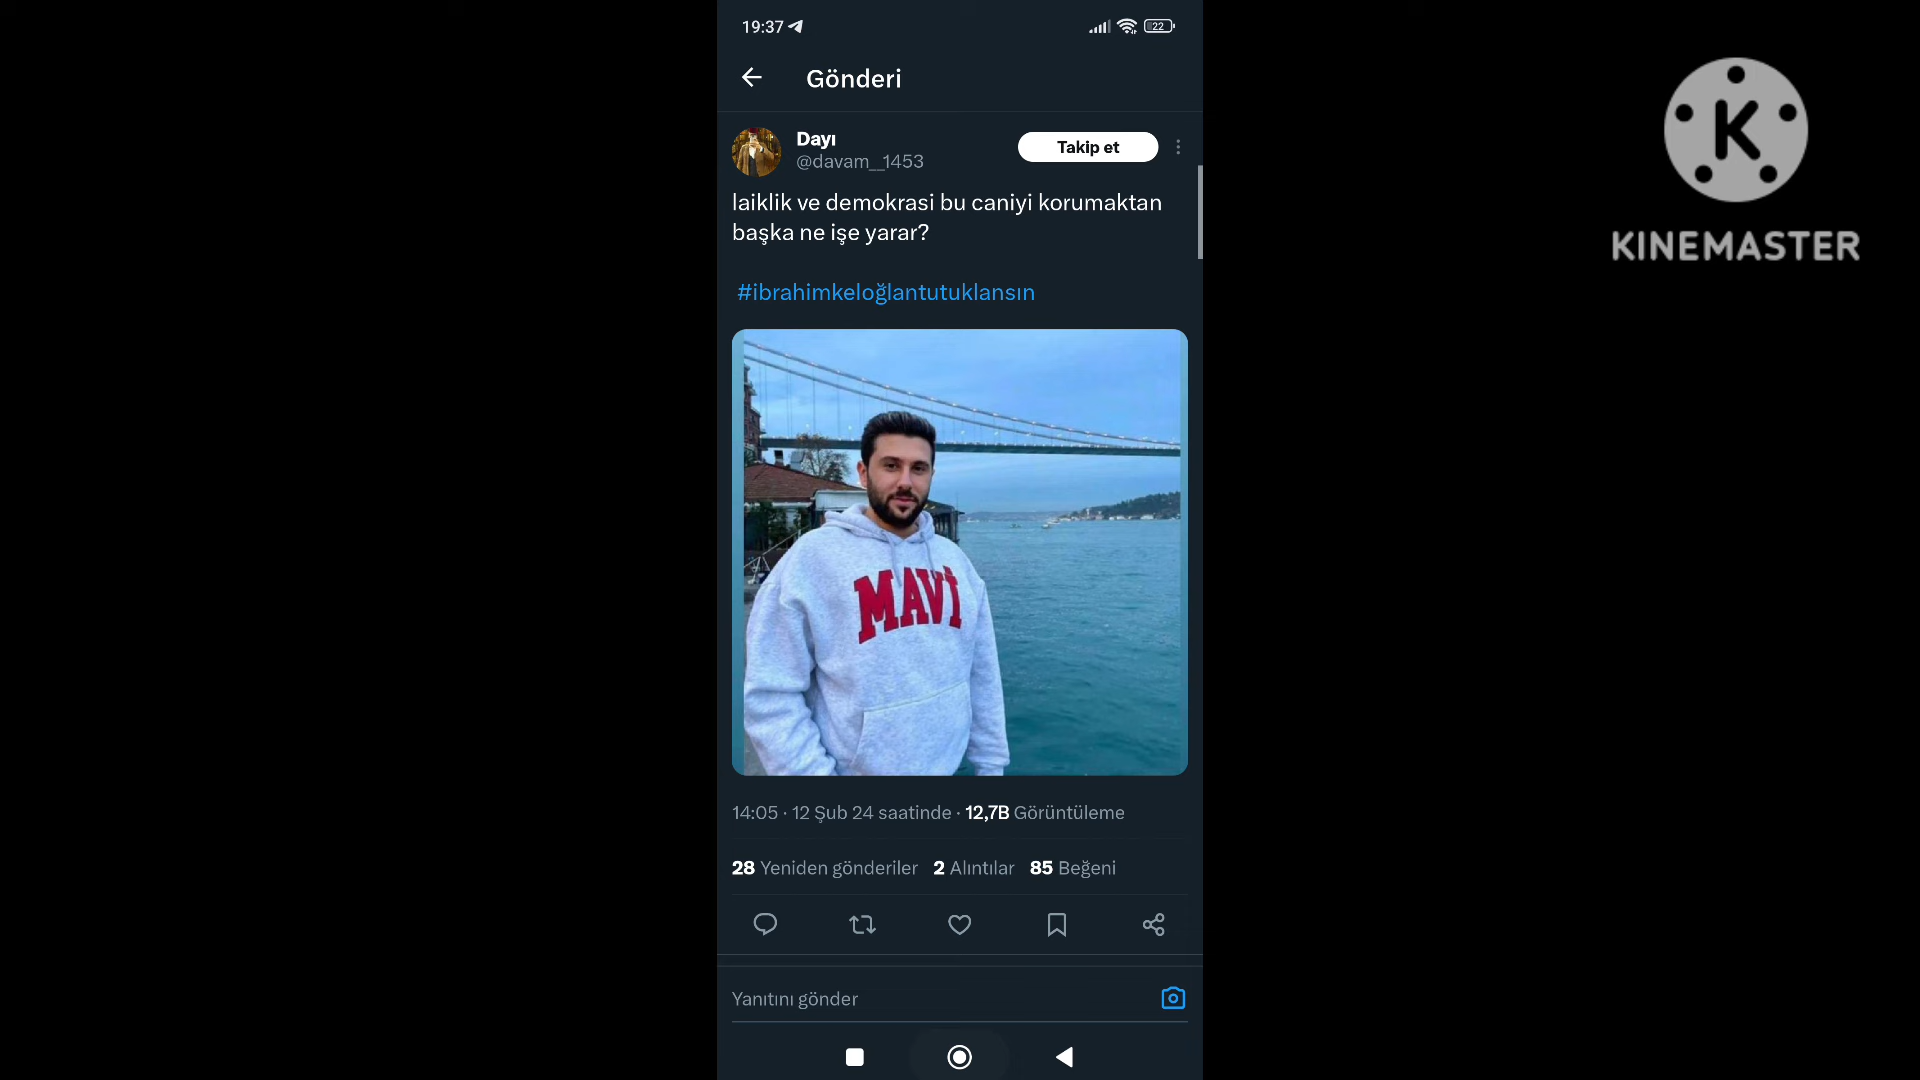 19:37
22
Gönderi
Dayı
@davam__1453
Takip et
laiklik ve demokrasi bu caniyi korumaktan
başka ne işe yarar?
#ibrahimkeloğlantutuklansın
MAVİ
14:05 · 12 Şub 24 saatinde · 12,7B Görüntüleme
28 Yeniden gönderiler 2 Alıntılar 85 Beğeni
Yanıtını gönder
K
KINEMASTER